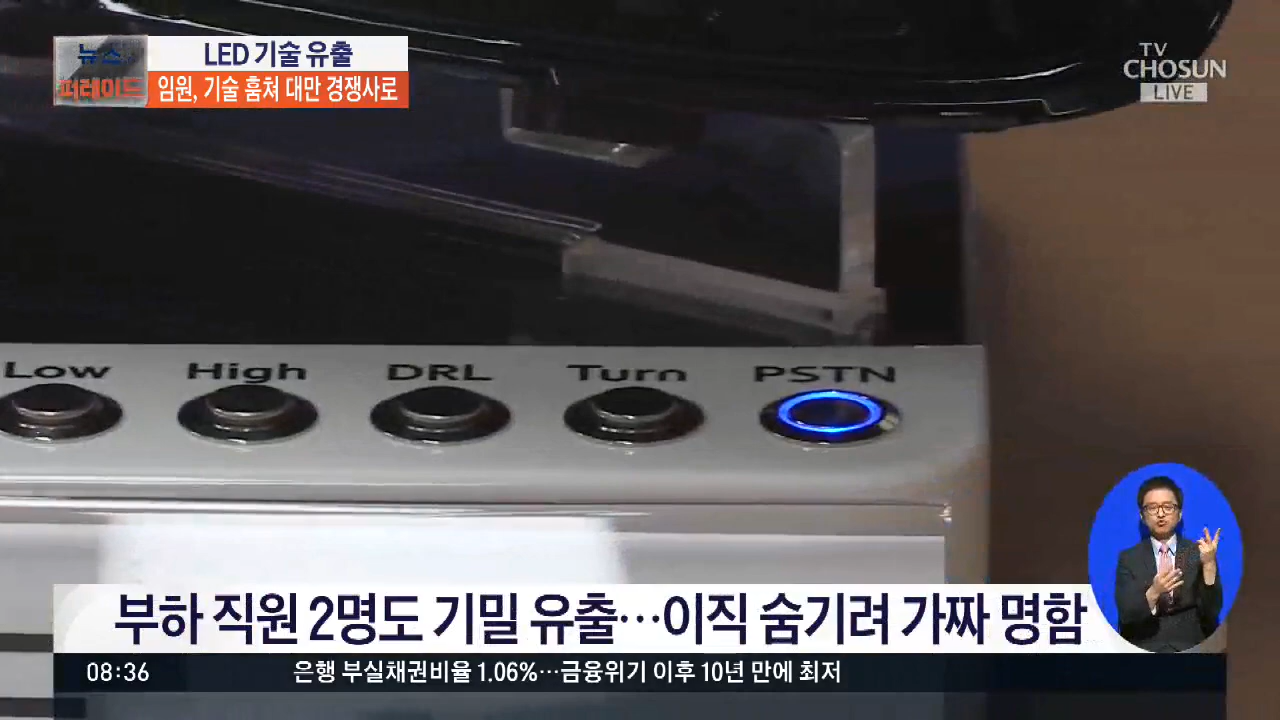 뉴스
퍼레이드
LED 기술 유출
임원, 기술 훔쳐 대만 경쟁사로
TV
CHOSUN
LIVE
Low High DRL Turn PSTN
부하 직원 2명도 기밀 유출…이직 숨기려 가짜 명함
08:36 은행 부실채권비율 1.06%…금융위기 이후 10년 만에 최저